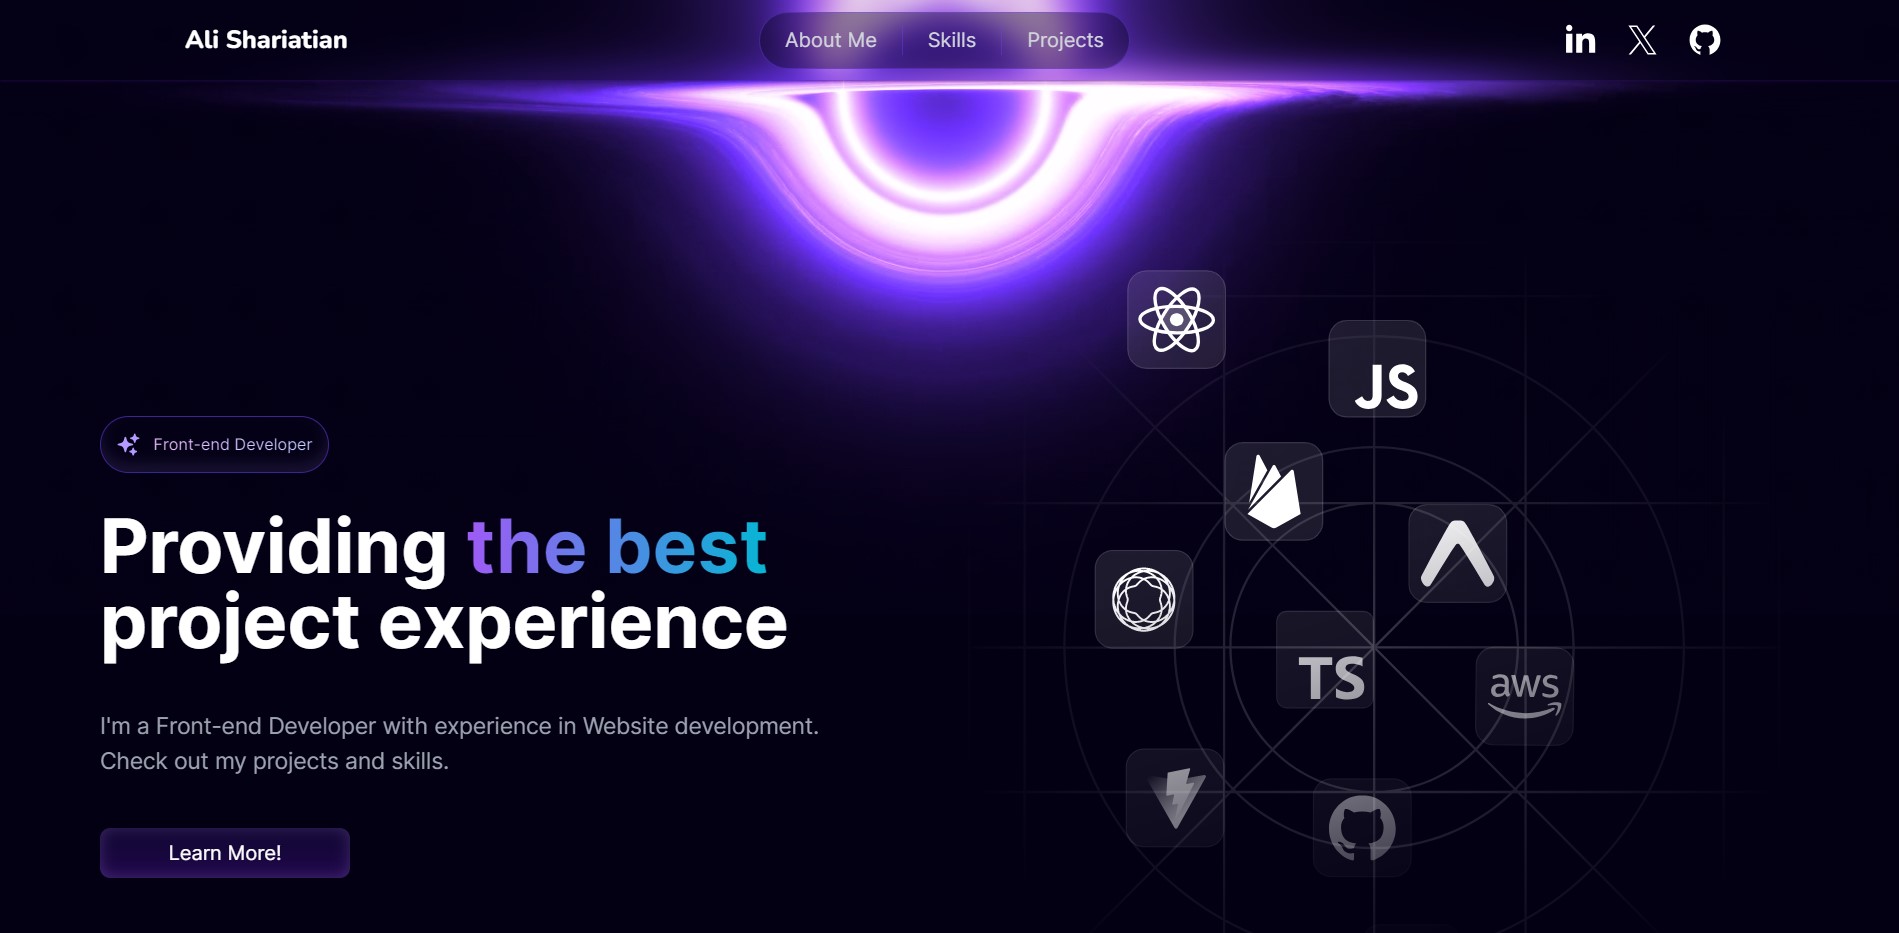 Ali Shariatian
About Me
Skills
Projects
in
X
JS
Front-end Developer
Providing the best
project experience
TS
aws
I'm a Front-end Developer with experience in Website development.
Check out my projects and skills.
Learn More!